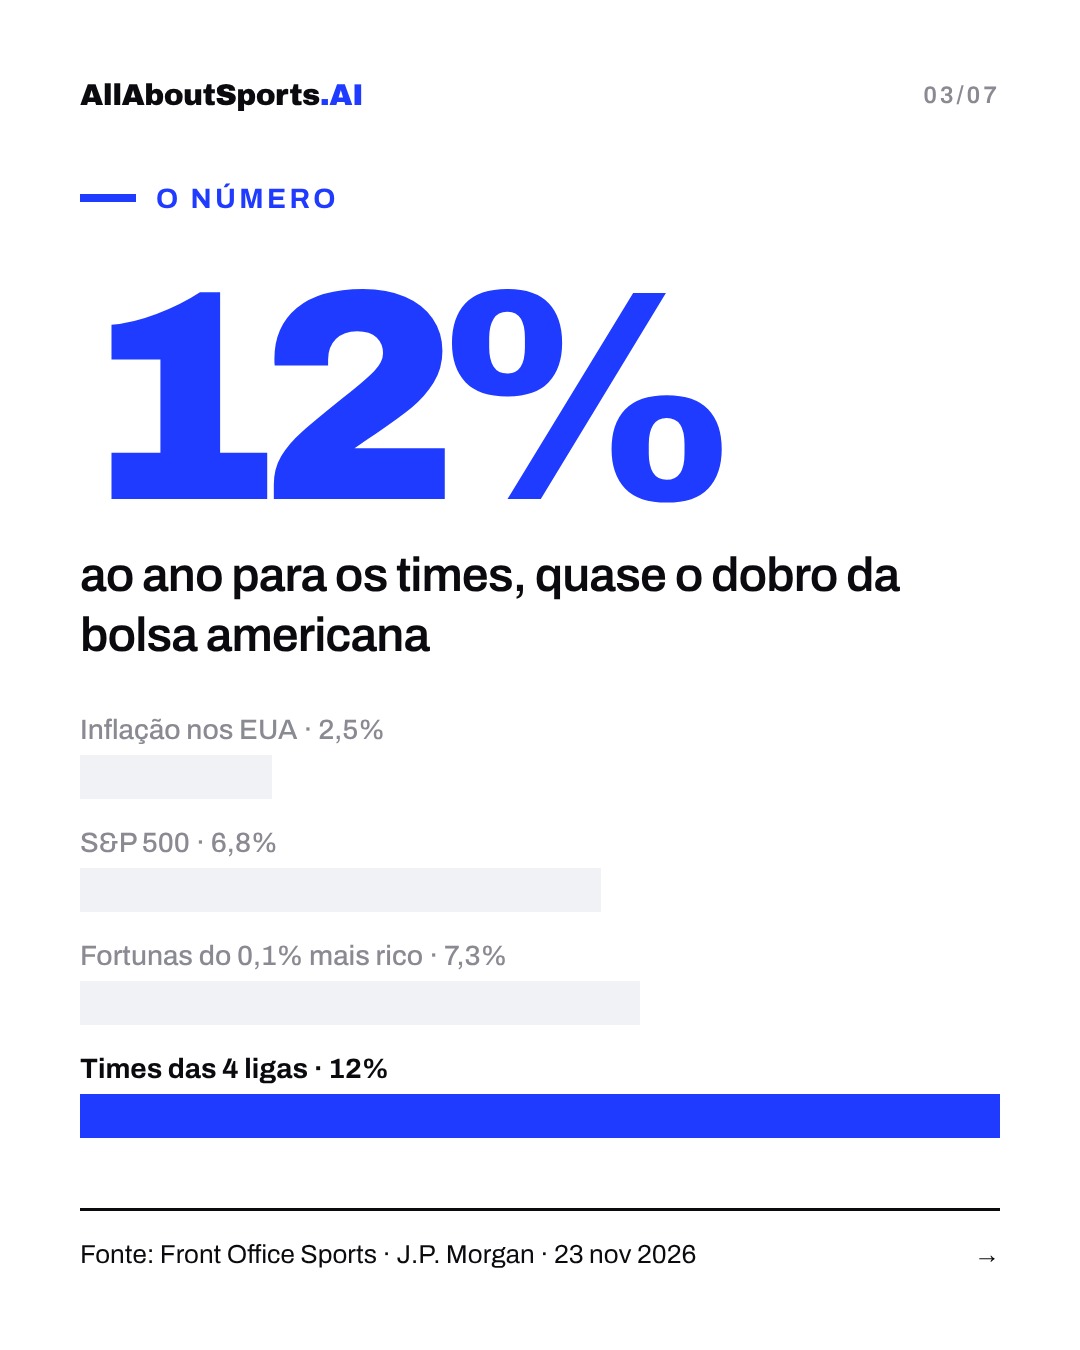 AllAboutSports.AI
03/07
O NÚMERO
12%
ao ano para os times, quase o dobro da
bolsa americana
Inflação nos EUA · 2,5%
S&P 500 · 6,8%
Fortunas do 0,1% mais rico · 7,3%
Times das 4 ligas · 12%
Fonte: Front Office Sports · J.P. Morgan · 23 nov 2026
→